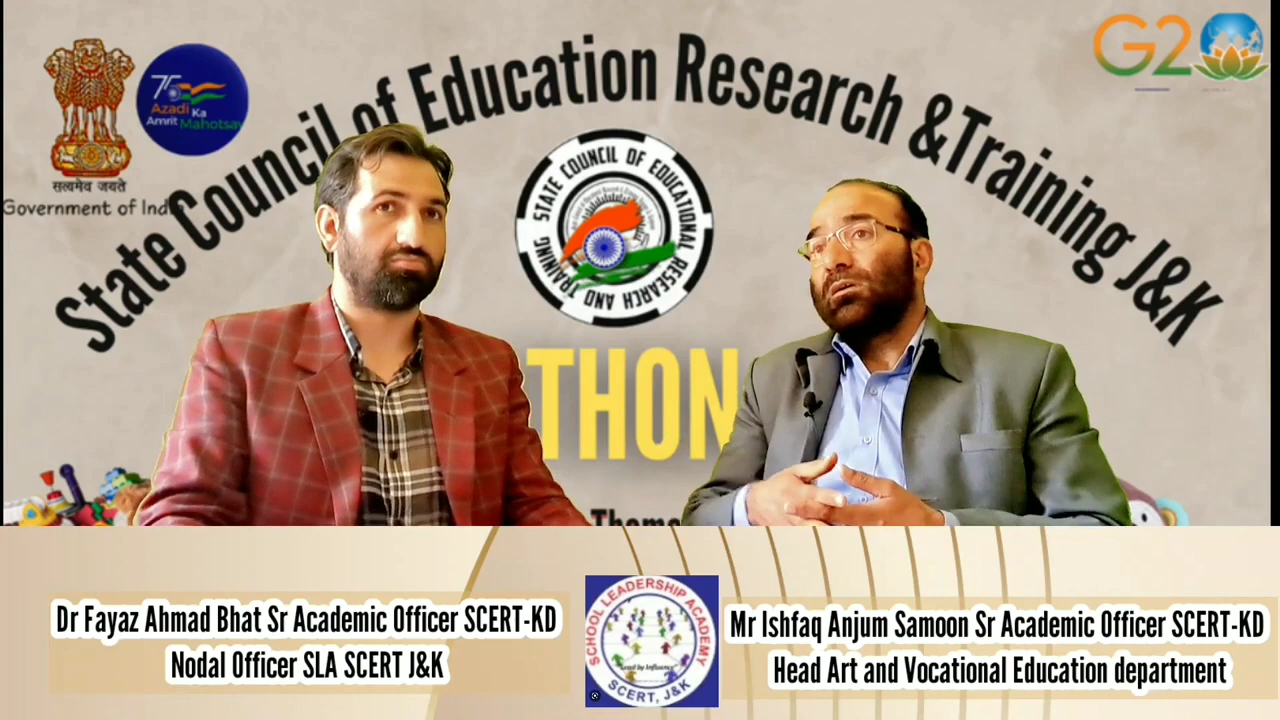 State Council of Education Research &Training J&K
G20
75
Azadi Ka
Amrit Mahotsav
सत्यमेव जयते
Government of Ind
STATE COUNCIL OF EDUCATIONAL RESEARCH AND TRAINING
THON
Dr Fayaz Ahmad Bhat Sr Academic Officer SCERT-KD
Nodal Officer SLA SCERT J&K
SCHOOL LEADERSHIP ACADEMY
"Lead by Influence"
SCERT, J&K
Mr Ishfaq Anjum Samoon Sr Academic Officer SCERT-KD
Head Art and Vocational Education department